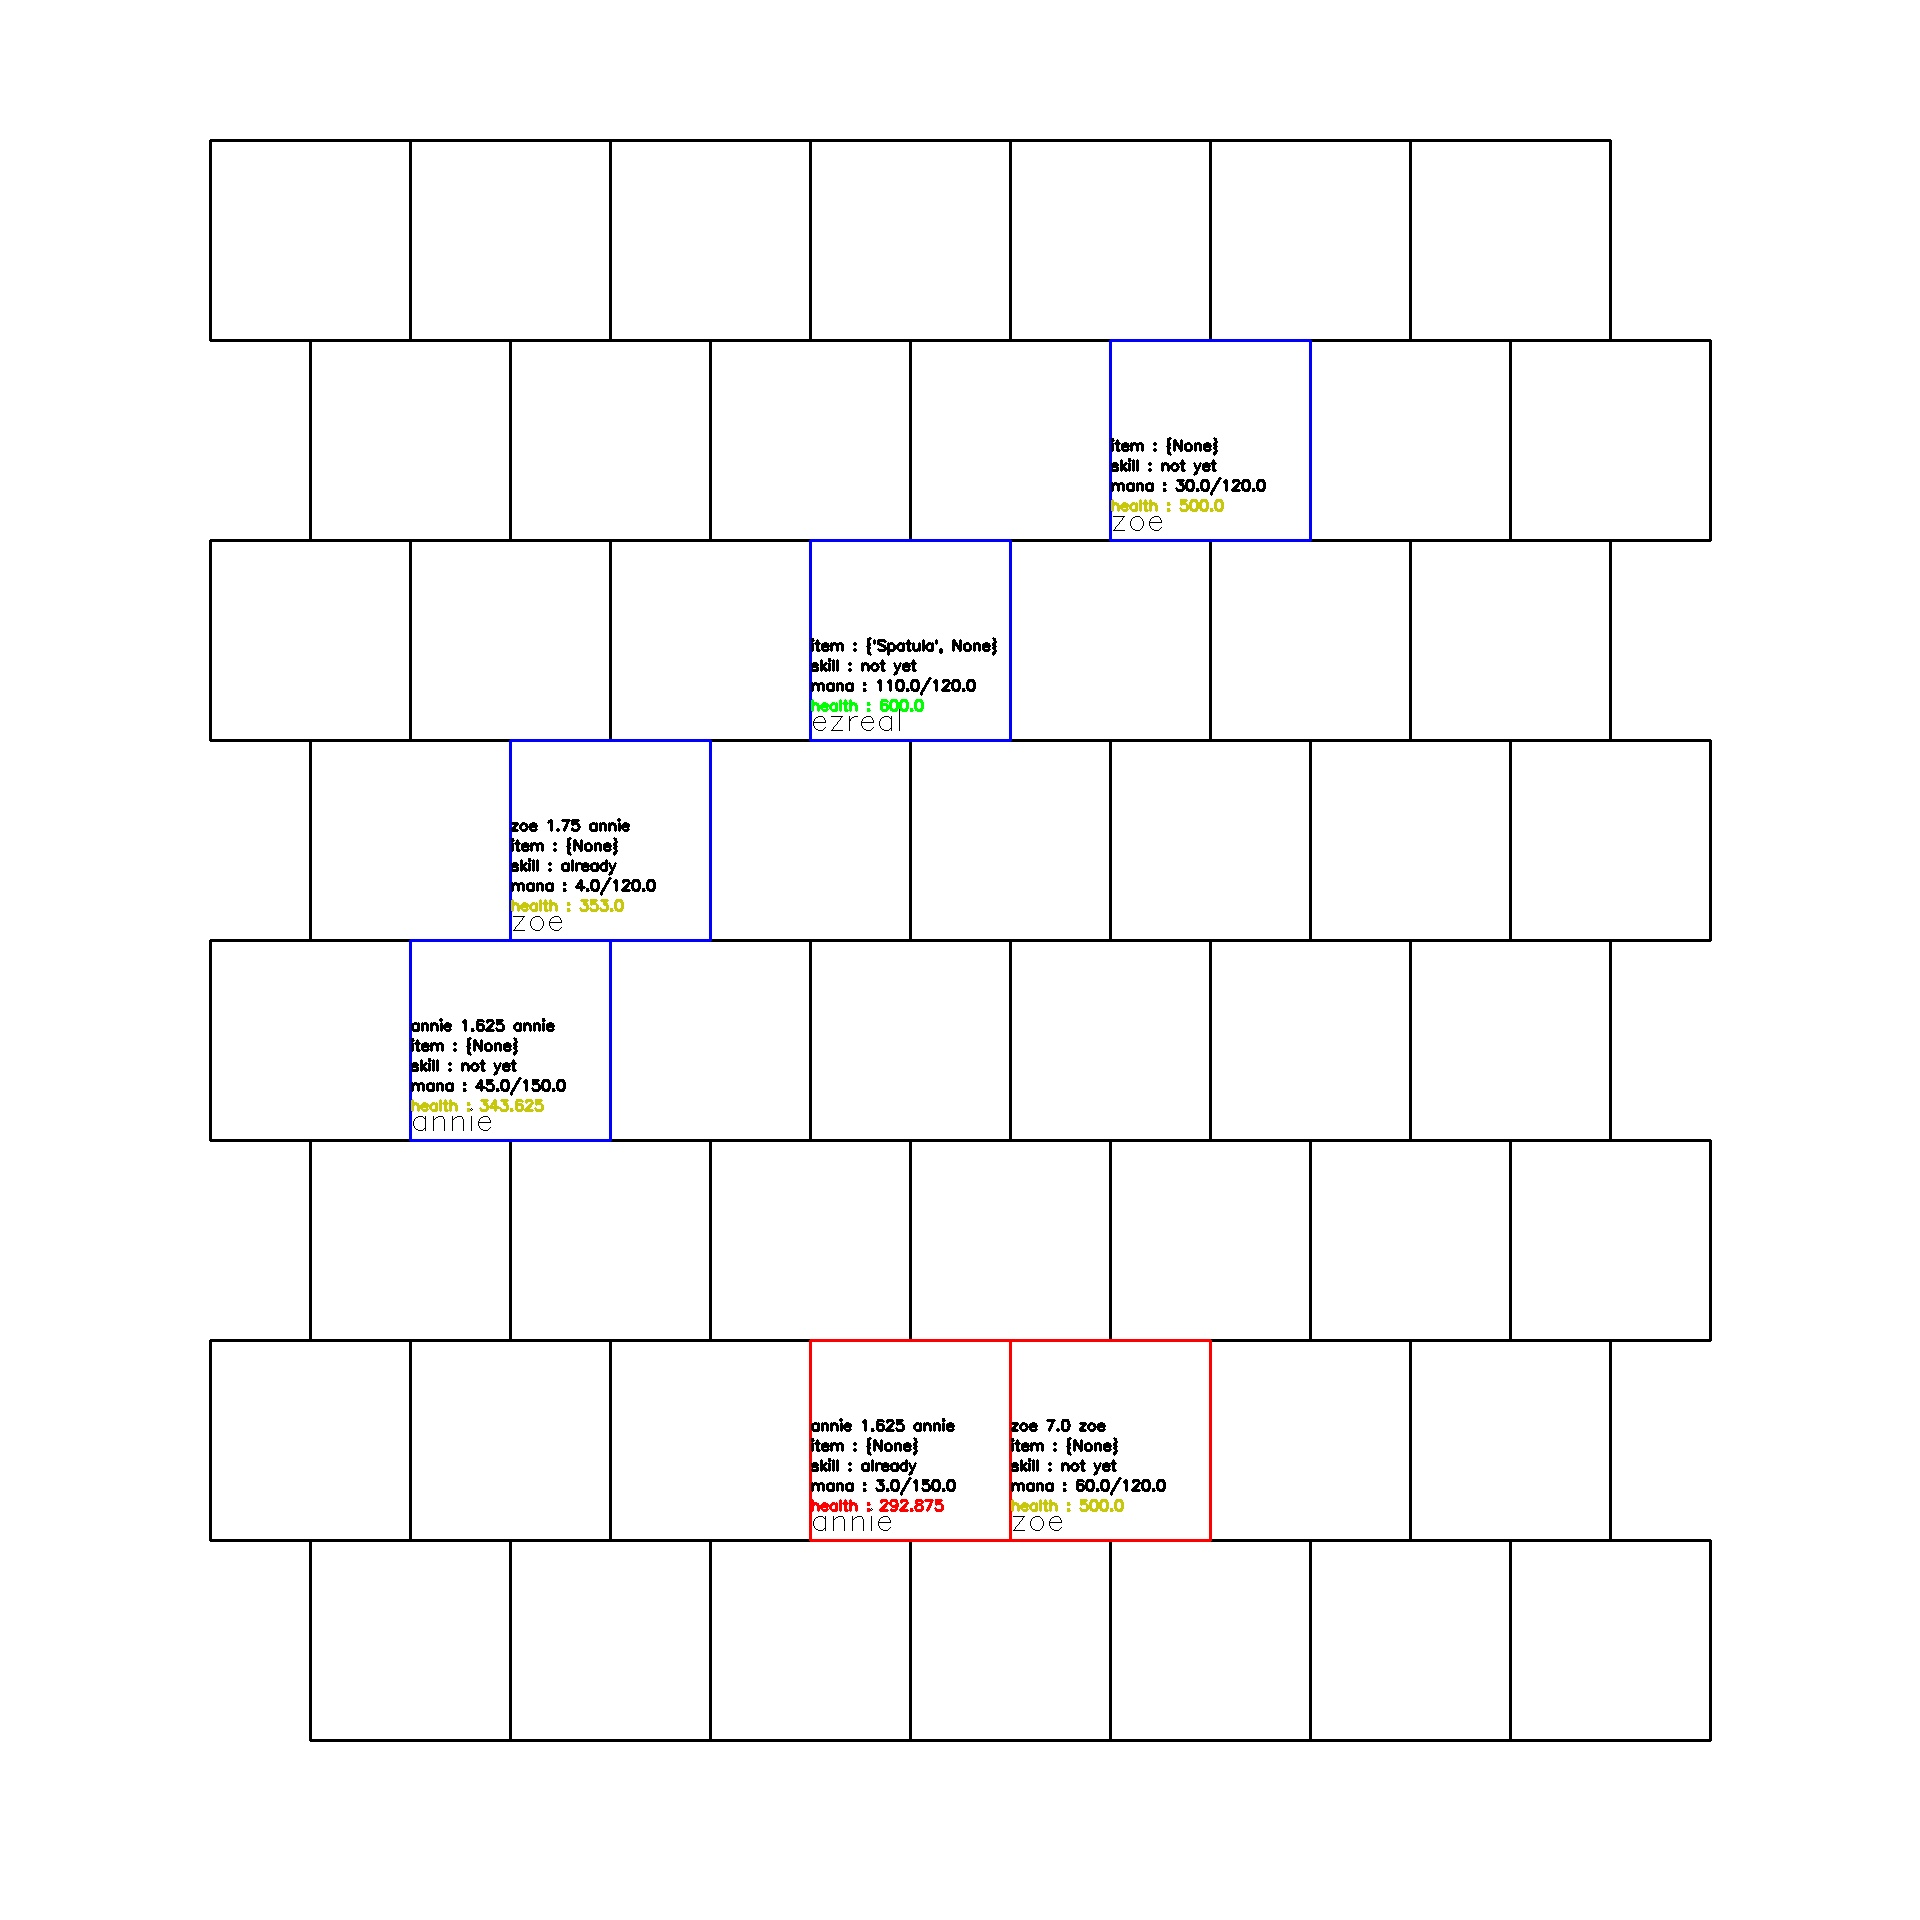 item : {None}
skill : not yet
mana : 30.0/120.0
health : 500.0
zoe
item : {'Spatula', None}
skill : not yet
mana : 110.0/120.0
health : 600.0
ezreal
zoe 1.75 annie
item : {None}
skill : already
mana : 4.0/120.0
health : 353.0
zoe
annie 1.625 annie
item : {None}
skill : not yet
mana : 45.0/150.0
health : 343.625
annie
annie 1.625 annie
item : {None}
skill : already
mana : 3.0/150.0
health : 292.875
annie
zoe 7.0 zoe
item : {None}
skill : not yet
mana : 60.0/120.0
health : 500.0
zoe